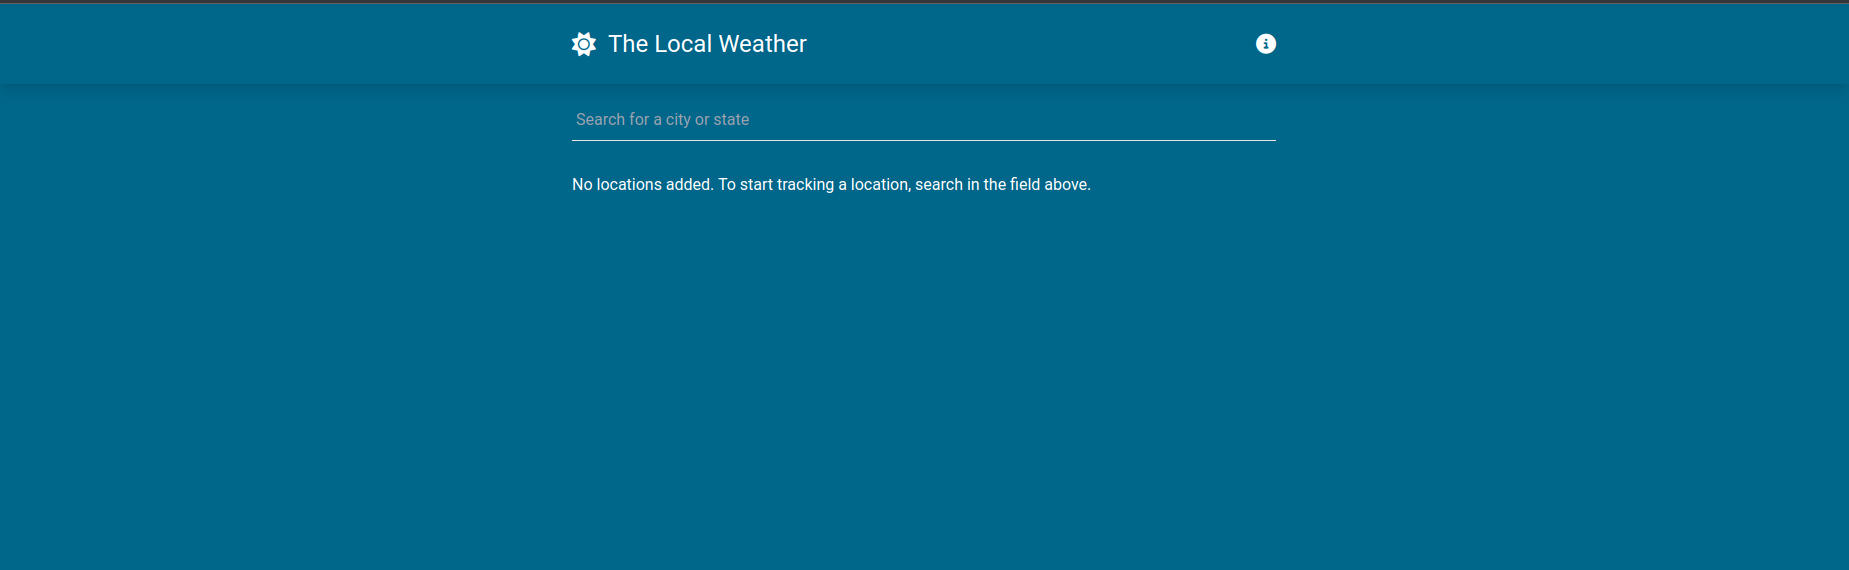 The Local Weather
Search for a city or state
No locations added. To start tracking a location, search in the field above.